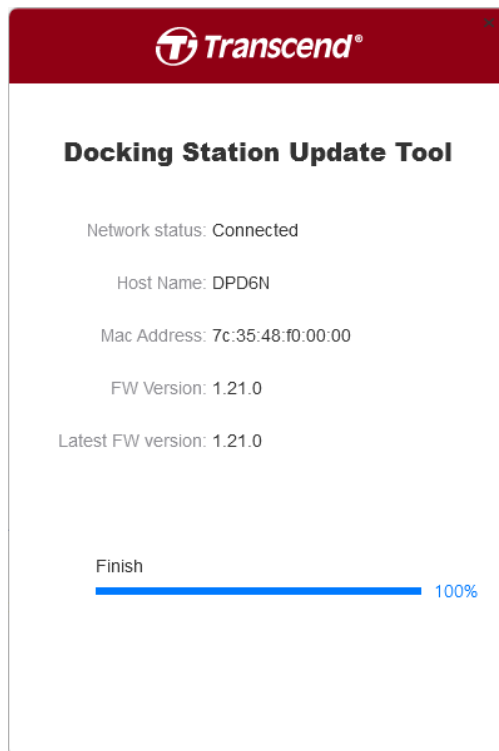 Transcend®
Docking Station Update Tool
Network status: Connected
Host Name: DPD6N
Mac Address: 7c:35:48:f0:00:00
FW Version: 1.21.0
Latest FW version: 1.21.0
Finish
100%